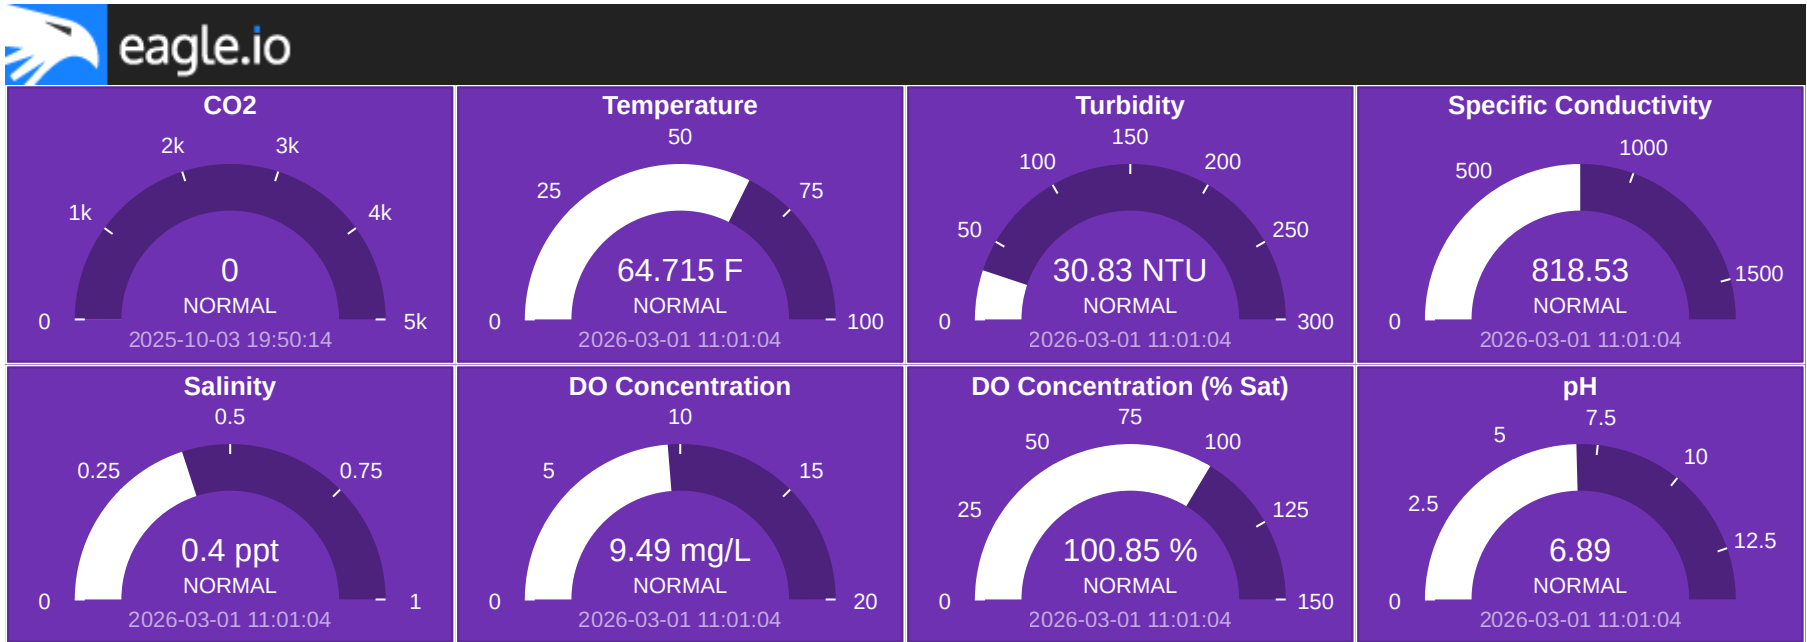 eagle.io
CO2
2k
3k
1k
4k
0
NORMAL
0
5k
2025-10-03 19:50:14
Temperature
50
25
75
64.715 F
NORMAL
0
100
2026-03-01 11:01:04
Turbidity
150
100
200
50
250
30.83 NTU
NORMAL
0
300
2026-03-01 11:01:04
Specific Conductivity
1000
500
1500
818.53
NORMAL
0
2026-03-01 11:01:04
Salinity
0.5
0.25
0.75
0.4 ppt
NORMAL
0
1
2026-03-01 11:01:04
DO Concentration
10
5
15
9.49 mg/L
NORMAL
0
20
2026-03-01 11:01:04
DO Concentration (% Sat)
75
50
100
25
125
100.85 %
NORMAL
0
150
2026-03-01 11:01:04
pH
7.5
5
10
2.5
12.5
6.89
NORMAL
0
2026-03-01 11:01:04